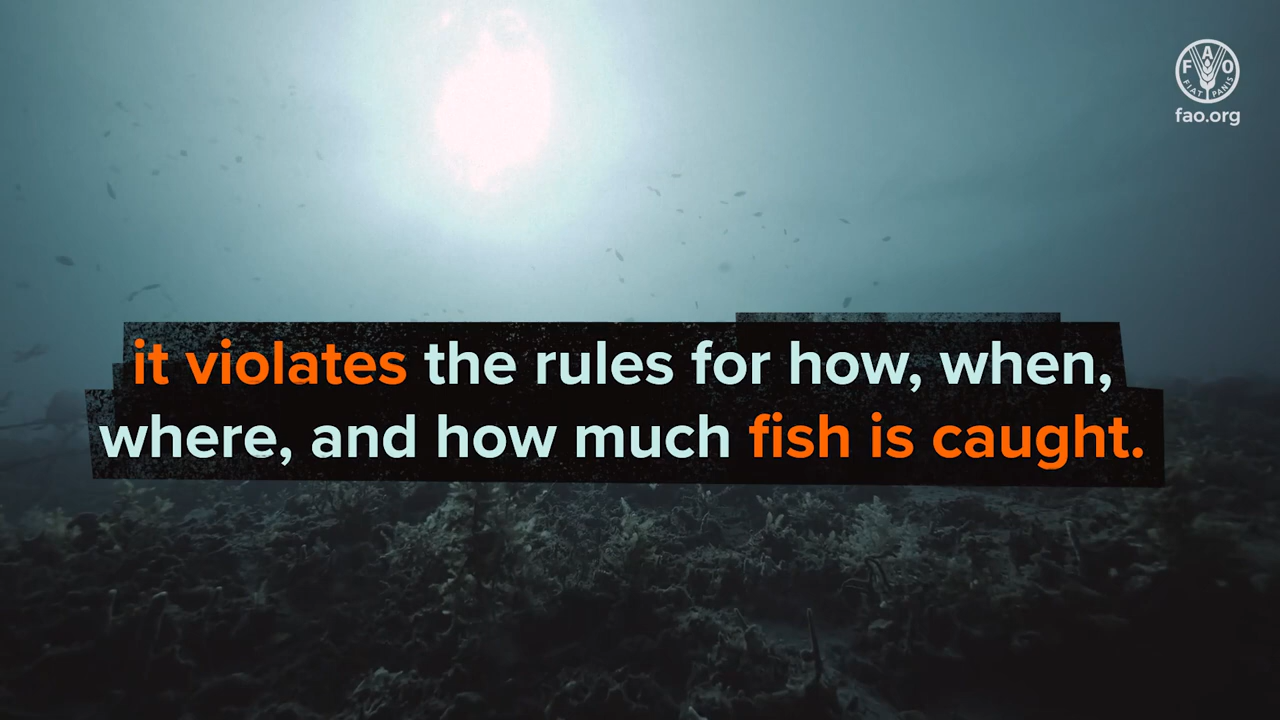 FAO
FIAT PANIS
fao.org
it violates the rules for how, when,
where, and how much fish is caught.